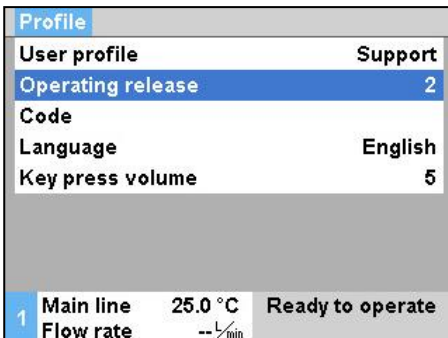 Profile
User profile Support
Operating release 2
Code
Language English
Key press volume 5
1 Main line 25.0 °C Ready to operate
Flow rate -- L/min